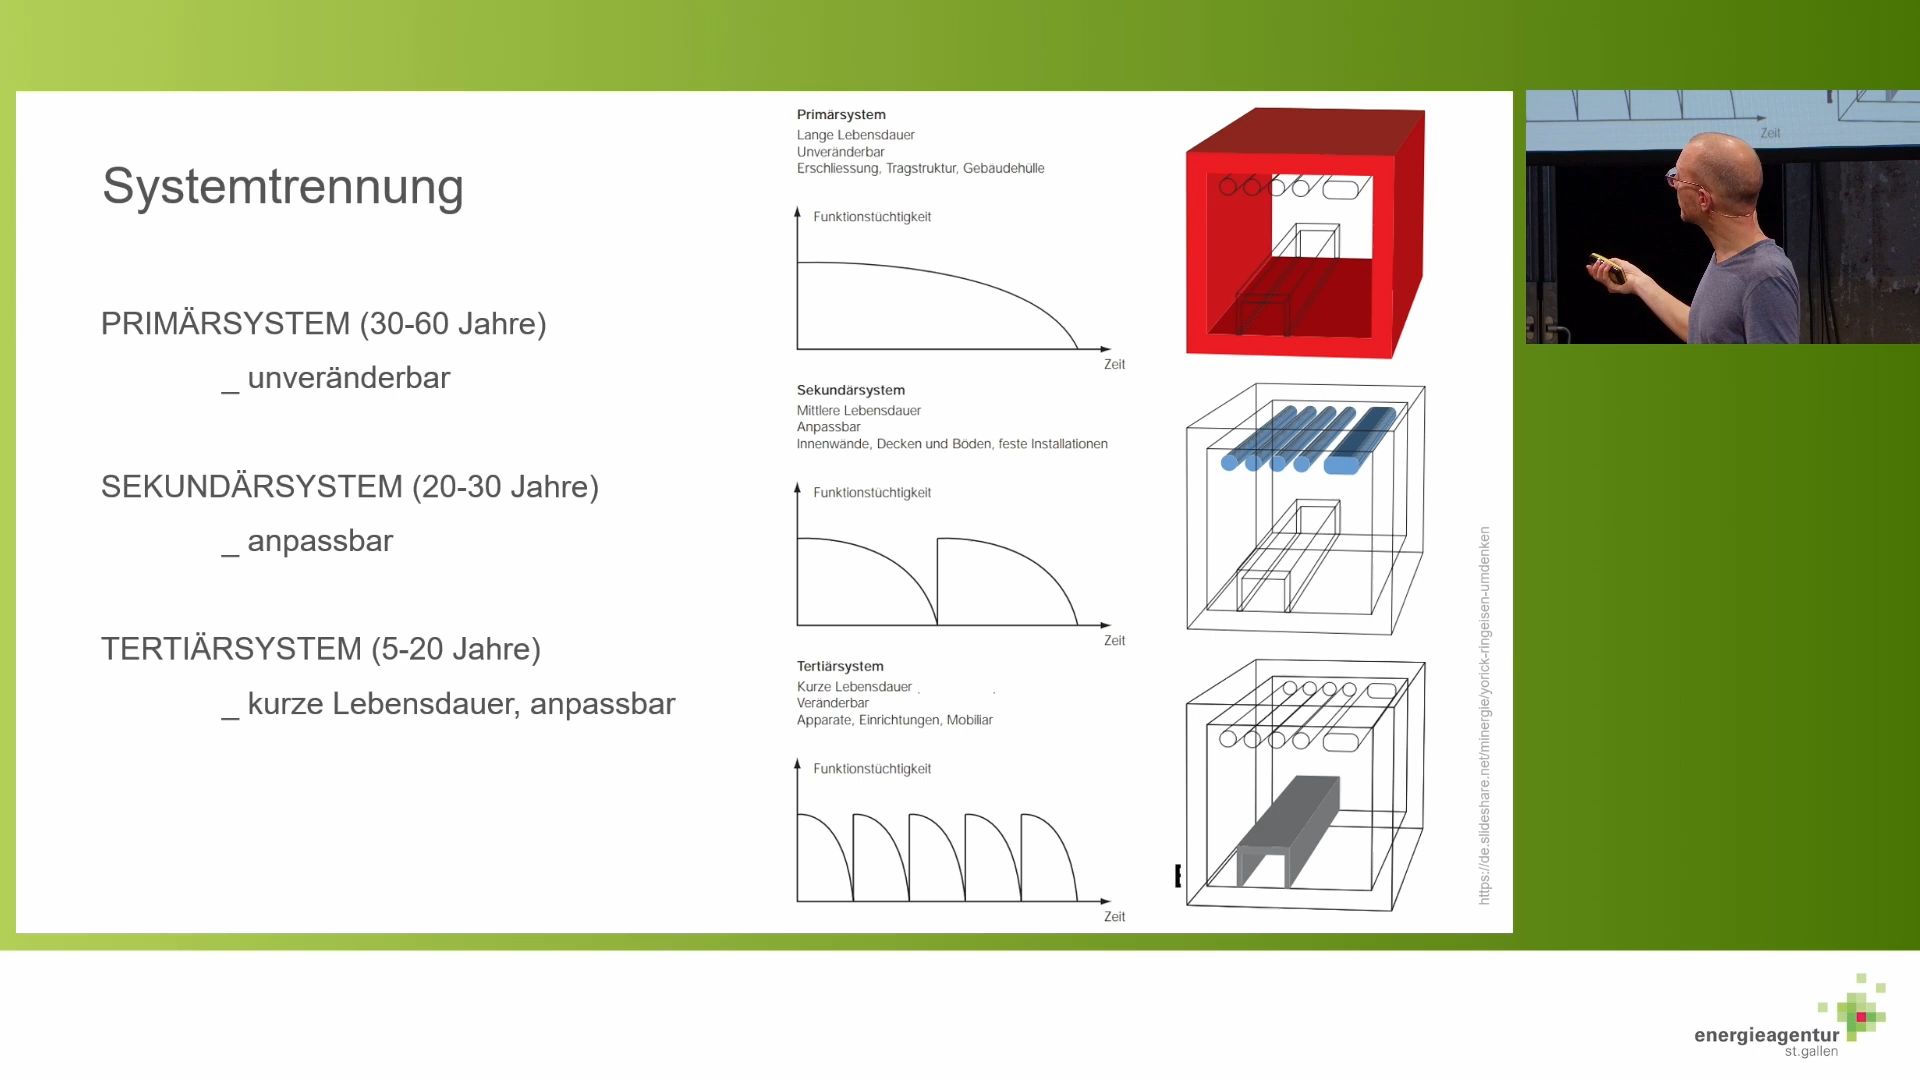 Systemtrennung
PRIMÄRSYSTEM (30-60 Jahre)
_ unveränderbar
SEKUNDÄRSYSTEM (20-30 Jahre)
_ anpassbar
TERTIÄRSYSTEM (5-20 Jahre)
_ kurze Lebensdauer, anpassbar
Primärsystem
Lange Lebensdauer
Unveränderbar
Erschliessung, Tragstruktur, Gebäudehülle
Funktionstüchtigkeit
Zeit
Sekundärsystem
Mittlere Lebensdauer
Anpassbar
Innenwände, Decken und Böden, feste Installationen
Funktionstüchtigkeit
Zeit
Tertiärsystem
Kurze Lebensdauer
Veränderbar
Apparate, Einrichtungen, Mobiliar
Funktionstüchtigkeit
Zeit
https://de.slideshare.net/minergie/yorick-ringeisen-umdenken
Zeit
energieagentur
st.gallen